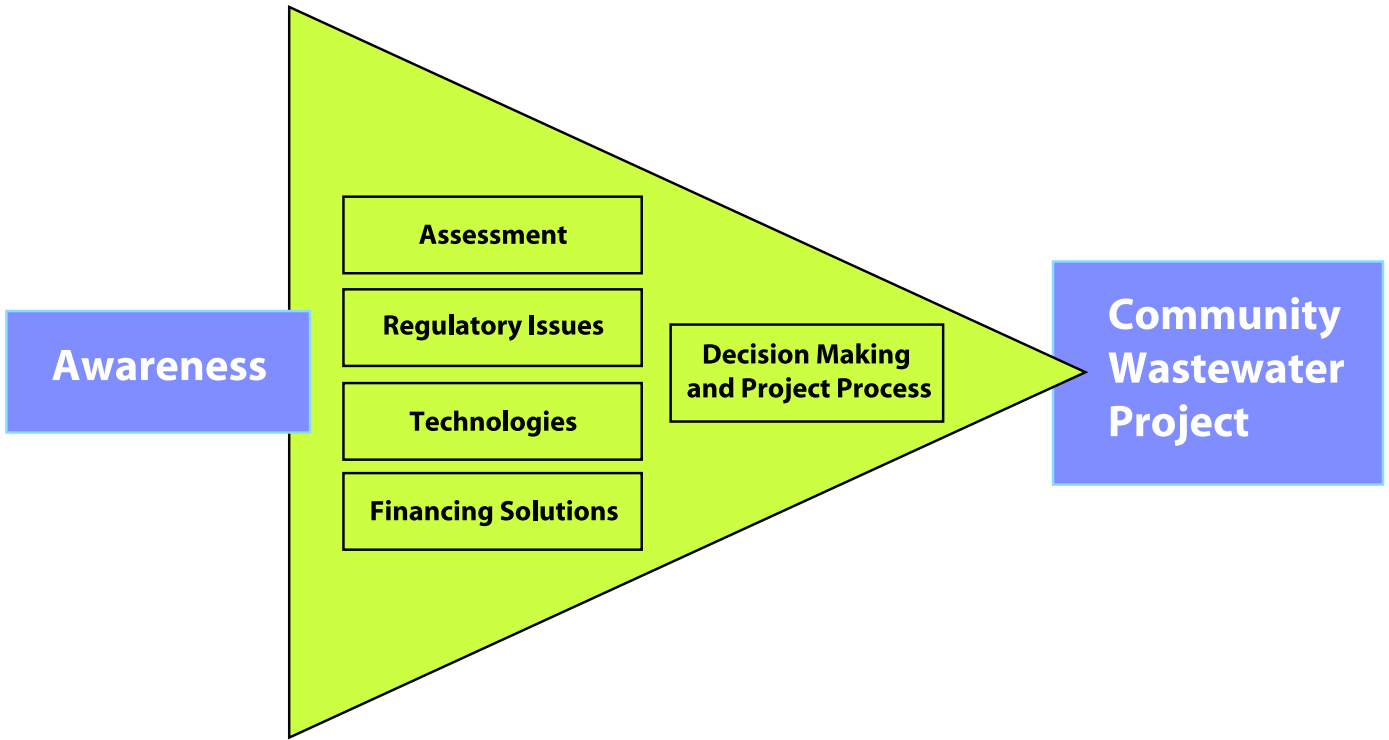 Awareness
Assessment
Regulatory Issues
Technologies
Financing Solutions
Decision Making
and Project Process
Community
Wastewater
Project